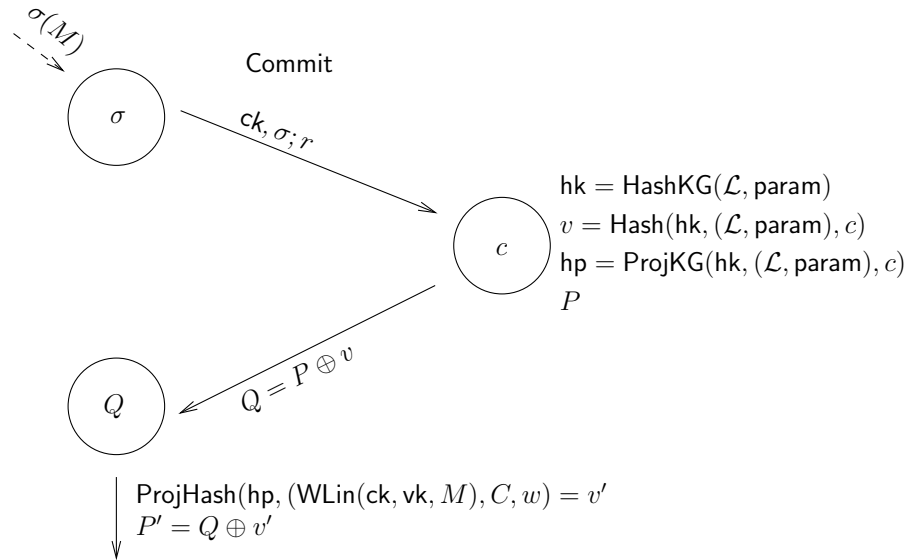 σ(M)
Commit
σ
ck, σ; r
c
hk = HashKG(ℒ, param)
v = Hash(hk, (ℒ, param), c)
hp = ProjKG(hk, (ℒ, param), c)
P
Q = P ⊕ v
Q
ProjHash(hp, (WLin(ck, vk, M), C, w) = v′
P′ = Q ⊕ v′